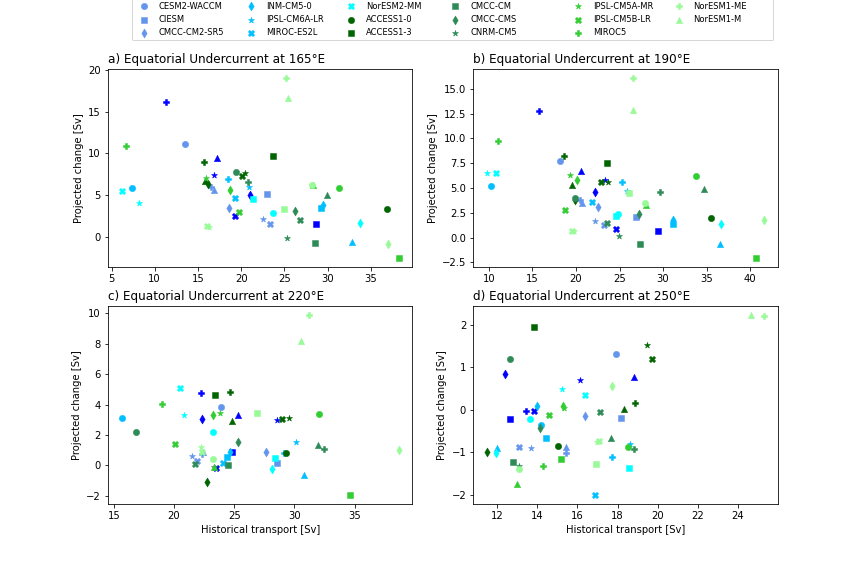 CESM2-WACCM INM-CM5-0 NorESM2-MM CMCC-CM IPSL-CM5A-MR NorESM1-ME
CIESM IPSL-CM6A-LR ACCESS1-0 CMCC-CMS IPSL-CM5B-LR NorESM1-M
CMCC-CM2-SR5 MIROC-ES2L ACCESS1-3 CNRM-CM5 MIROC5
a) Equatorial Undercurrent at 165°E
Projected change [Sv]
20
15
10
5
0
5 10 15 20 25 30 35
b) Equatorial Undercurrent at 190°E
Projected change [Sv]
15.0
12.5
10.0
7.5
5.0
2.5
0.0
−2.5
10 15 20 25 30 35 40
c) Equatorial Undercurrent at 220°E
Projected change [Sv]
10
8
6
4
2
0
−2
15 20 25 30 35
Historical transport [Sv]
d) Equatorial Undercurrent at 250°E
Projected change [Sv]
2
1
0
−1
−2
12 14 16 18 20 22 24
Historical transport [Sv]